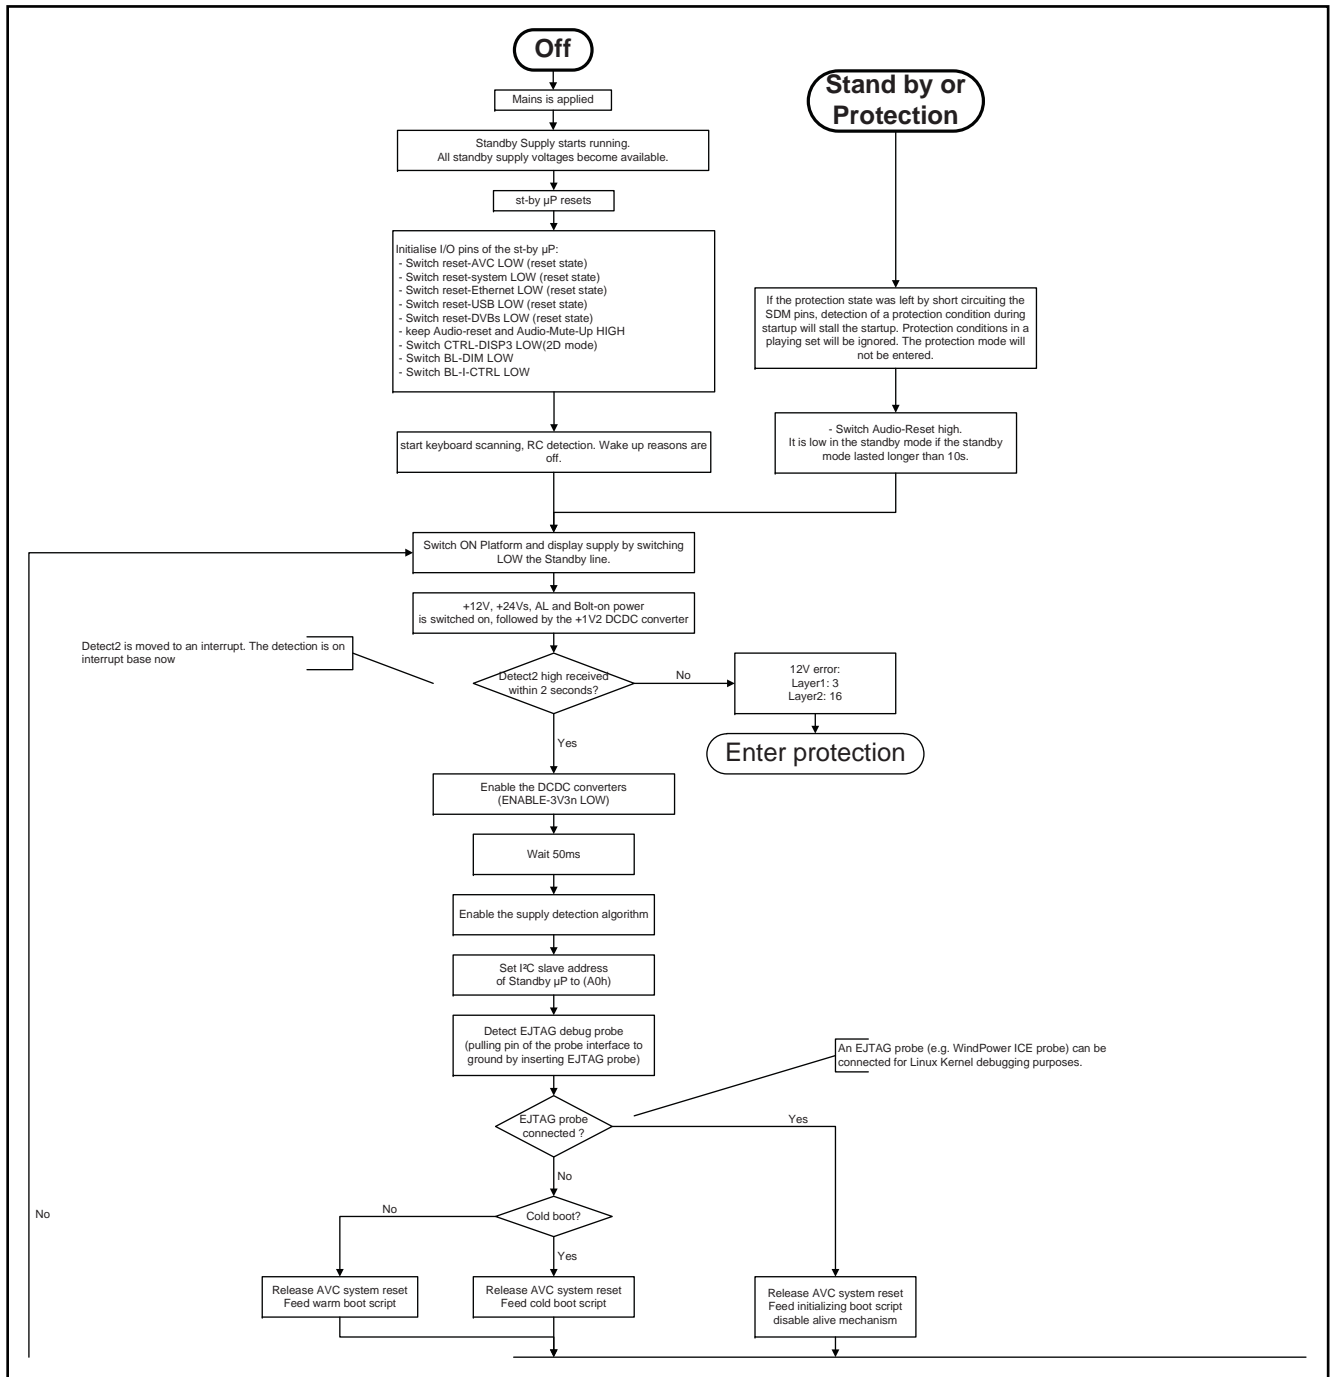 Off
Mains is applied
Stand by or
Protection
Standby Supply starts running.
All standby supply voltages become available.
st-by µP resets
Initialise I/O pins of the st-by µP:
- Switch reset-AVC LOW (reset state)
- Switch reset-system LOW (reset state)
- Switch reset-Ethernet LOW (reset state)
- Switch reset-USB LOW (reset state)
- Switch reset-DVBs LOW (reset state)
- keep Audio-reset and Audio-Mute-Up HIGH
- Switch CTRL-DISP3 LOW(2D mode)
- Switch BL-DIM LOW
- Switch BL-I-CTRL LOW
If the protection state was left by short circuiting the
SDM pins, detection of a protection condition during
startup will stall the startup. Protection conditions in a
playing set will be ignored. The protection mode will
not be entered.
start keyboard scanning, RC detection. Wake up reasons are
off.
- Switch Audio-Reset high.
It is low in the standby mode if the standby
mode lasted longer than 10s.
Switch ON Platform and display supply by switching
LOW the Standby line.
+12V, +24Vs, AL and Bolt-on power
is switched on, followed by the +1V2 DCDC converter
Detect2 is moved to an interrupt. The detection is on
interrupt base now
Detect2 high received
within 2 seconds?
No
12V error:
Layer1: 3
Layer2: 16
Yes
Enter protection
Enable the DCDC converters
(ENABLE-3V3n LOW)
Wait 50ms
Enable the supply detection algorithm
Set I²C slave address
of Standby µP to (A0h)
Detect EJTAG debug probe
(pulling pin of the probe interface to
ground by inserting EJTAG probe)
An EJTAG probe (e.g. WindPower ICE probe) can be
connected for Linux Kernel debugging purposes.
EJTAG probe
connected ?
Yes
No
No
Cold boot?
No
Yes
Release AVC system reset
Feed warm boot script
Release AVC system reset
Feed cold boot script
Release AVC system reset
Feed initializing boot script
disable alive mechanism